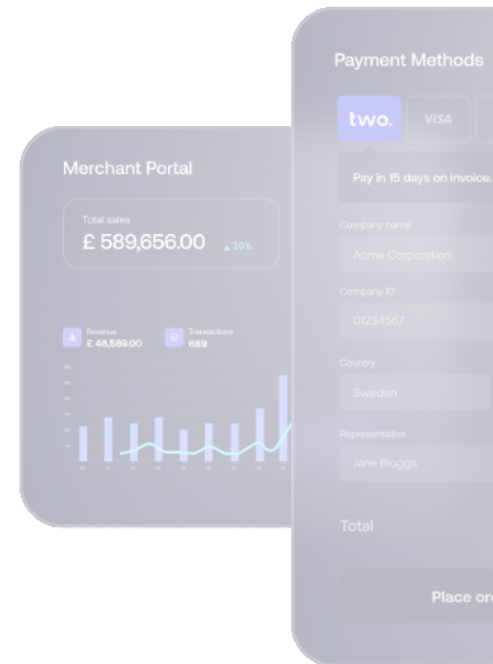 Merchant Portal
Total sales
£ 589,656.00
▲ 20%
Revenue
£ 48,589.00
Transactions
689
Payment Methods
two.
VISA
Pay in 15 days on invoice.
Company name
Acme Corporation
Company ID
01234567
Country
Sweden
Representative
Jane Bloggs
Total
Place or